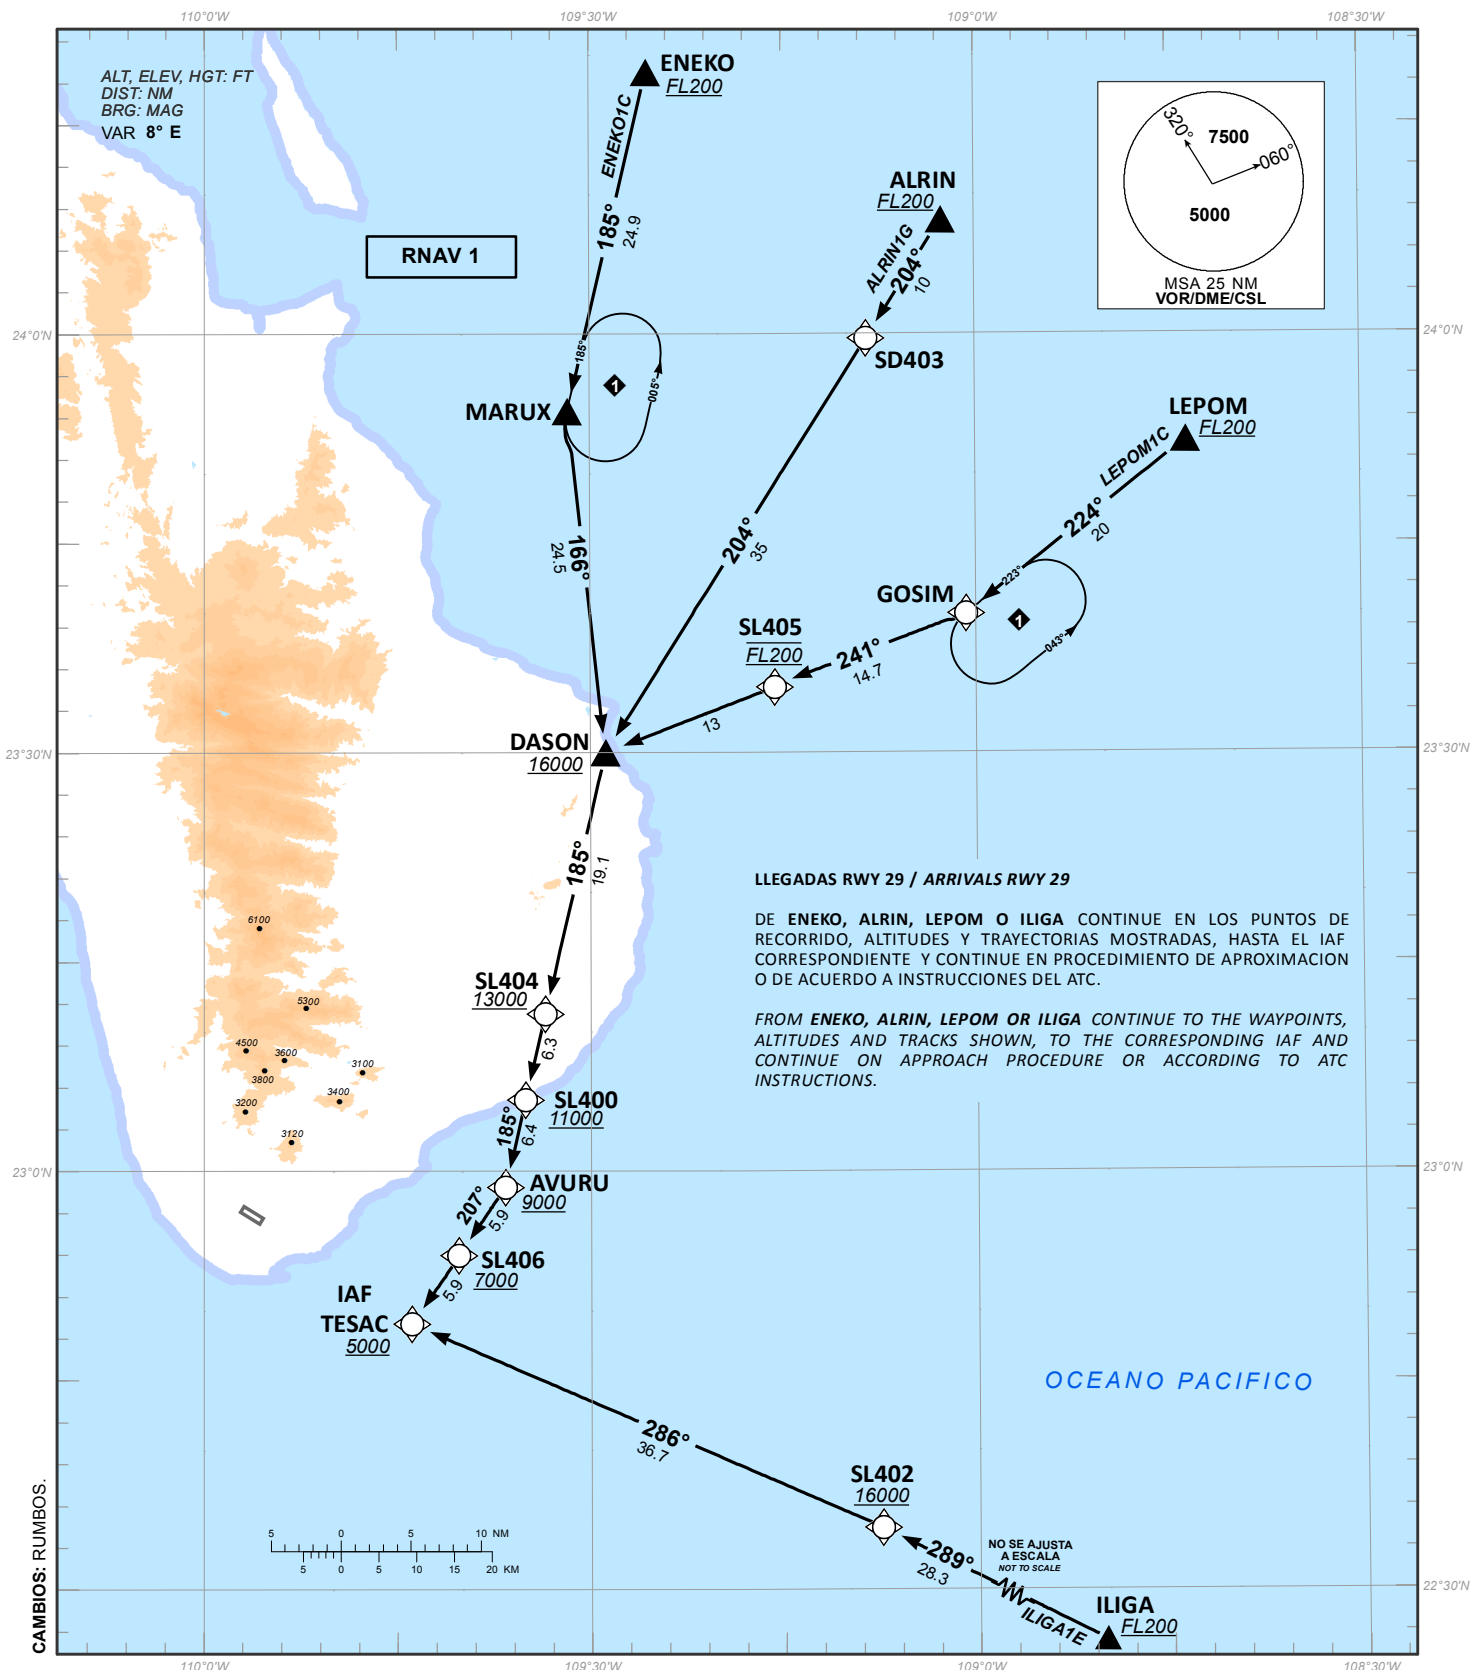 110°0'W
109°30'W
109°0'W
108°30'W
ALT, ELEV, HGT: FT
DIST: NM
BRG: MAG
VAR 8° E
ENEKO
FL200
ENEKO1C
185°
24.9
RNAV 1
ALRIN
FL200
ALRIN1G
204°
10
320°
7500
060°
5000
MSA 25 NM
VOR/DME/CSL
24°0'N
24°0'N
SD403
185°
1
005°
MARUX
LEPOM
FL200
LEPOM1C
224°
20
166°
24.5
204°
35
GOSIM
223°
1
043°
SL405
FL200
241°
14.7
13
DASON
16000
23°30'N
23°30'N
185°
19.1
LLEGADAS RWY 29 / ARRIVALS RWY 29
DE ENEKO, ALRIN, LEPOM O ILIGA CONTINUE EN LOS PUNTOS DE
RECORRIDO, ALTITUDES Y TRAYECTORIAS MOSTRADAS, HASTA EL IAF
CORRESPONDIENTE Y CONTINUE EN PROCEDIMIENTO DE APROXIMACION
O DE ACUERDO A INSTRUCCIONES DEL ATC.
FROM ENEKO, ALRIN, LEPOM OR ILIGA CONTINUE TO THE WAYPOINTS,
ALTITUDES AND TRACKS SHOWN, TO THE CORRESPONDING IAF AND
CONTINUE ON APPROACH PROCEDURE OR ACCORDING TO ATC
INSTRUCTIONS.
6100
5300
4500
3600
3800
3100
3400
3200
3120
SL404
13000
6.3
SL400
11000
185°
6.4
23°0'N
23°0'N
AVURU
9000
207°
5.9
SL406
7000
5.9
IAF
TESAC
5000
OCEANO PACIFICO
286°
36.7
SL402
16000
289°
28.3
NO SE AJUSTA
A ESCALA
NOT TO SCALE
ILIGA1E
ILIGA
FL200
22°30'N
5 0 5 10 NM
5 0 5 10 15 20 KM
CAMBIOS: RUMBOS.
110°0'W
109°30'W
109°0'W
108°30'W